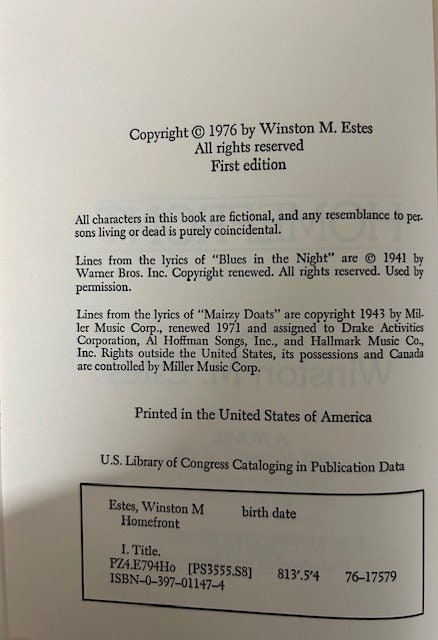 Copyright © 1976 by Winston M. Estes
All rights reserved
First edition
All characters in this book are fictional, and any resemblance to per-
sons living or dead is purely coincidental.
Lines from the lyrics of “Blues in the Night” are © 1941 by
Warner Bros. Inc. Copyright renewed. All rights reserved. Used by
permission.
Lines from the lyrics of “Mairzy Doats” are copyright 1943 by Mil-
ler Music Corp., renewed 1971 and assigned to Drake Activities
Corporation, Al Hoffman Songs, Inc., and Hallmark Music Co.,
Inc. Rights outside the United States, its possessions and Canada
are controlled by Miller Music Corp.
Printed in the United States of America
U.S. Library of Congress Cataloging in Publication Data
Estes, Winston M birth date
Homefront
I. Title.
PZ4.E794Ho [PS3555.S8] 813'.5'4 76-17579
ISBN-0-397-01147-4